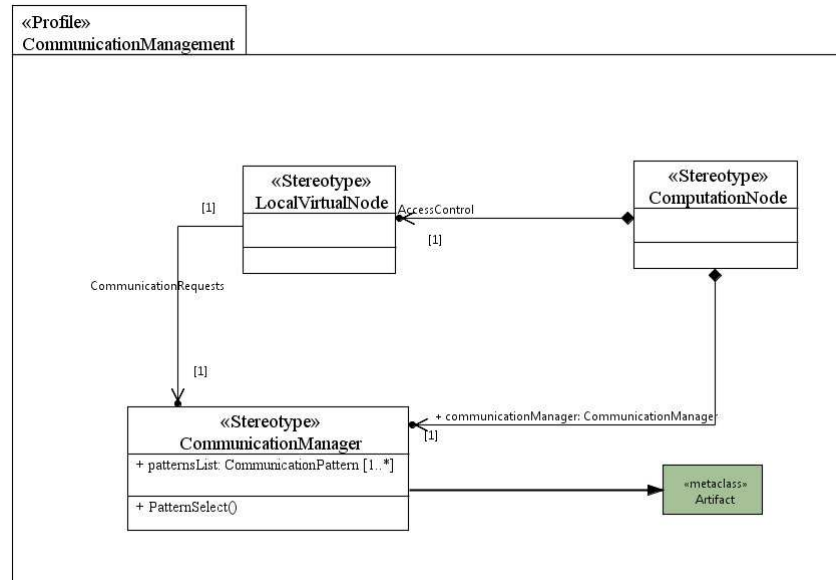 «Profile»
CommunicationManagement
«Stereotype»
LocalVirtualNode
«Stereotype»
ComputationNode
[1]
AccessControl
[1]
CommunicationRequests
[1]
+ communicationManager: CommunicationManager
[1]
«Stereotype»
CommunicationManager
+ patternsList: CommunicationPattern [1..*]
+ PatternSelect()
«metaclass»
Artifact